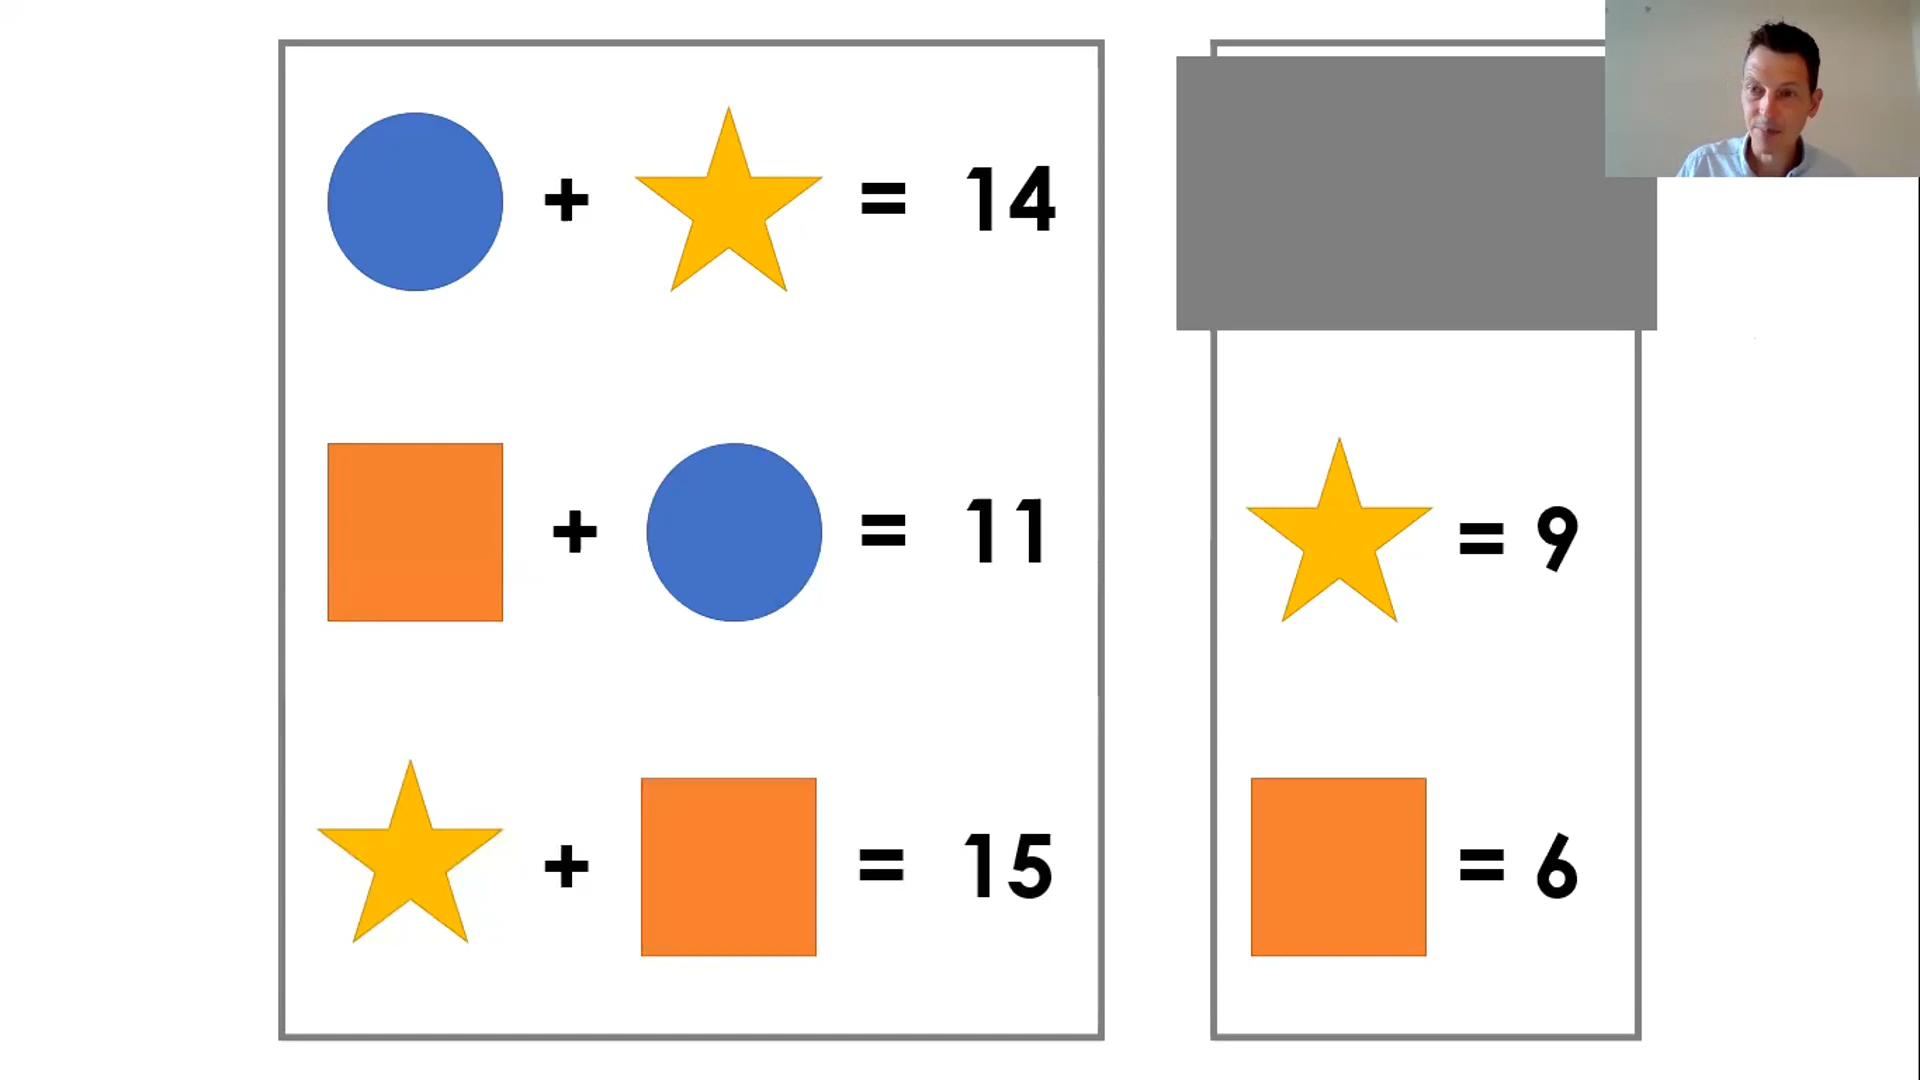 + = 14
+ = 11
= 9
+ = 15
= 6